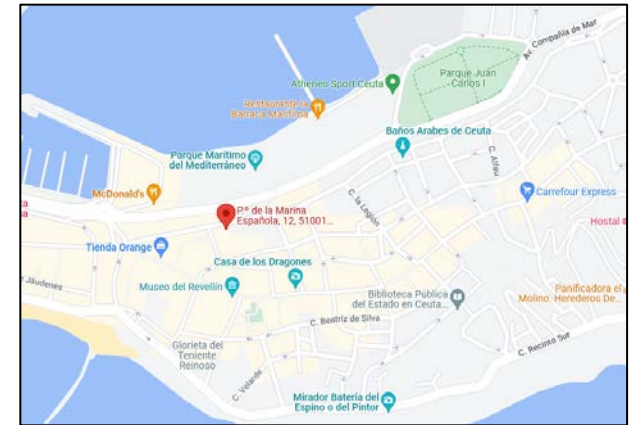 Av. Compañía de Mar
Parque Juan
Carlos I
Atheneo Sport Ceuta
Restaurante la
Barraca Marítima
Baños Arabes de Ceuta
Parque Marítimo
del Mediterráneo
C. Alfau
McDonald's
C. la Legión
Carrefour Express
P.º de la Marina
Española, 12, 51001...
Hostal
Tienda Orange
Casa de los Dragones
Museo del Revellín
Jáudenes
Biblioteca Pública
del Estado en Ceuta...
Panificadora el
Molino. Herederos De...
C. Beatriz de Silva
Glorieta del
Teniente
Reinoso
C. Recinto Sur
C. Velarde
Mirador Batería del
Espino o del Pintor